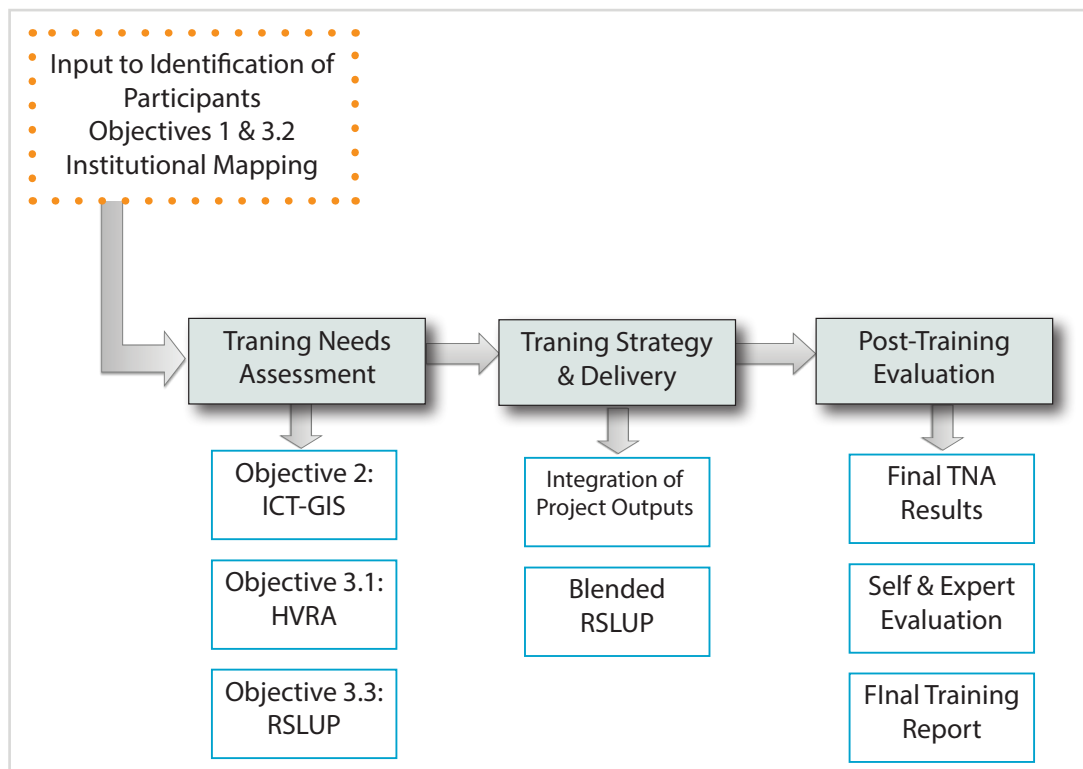 Input to Identification of
Participants
Objectives 1 & 3.2
Institutional Mapping
Traning Needs
Assessment
Traning Strategy
& Delivery
Post-Training
Evaluation
Objective 2:
ICT-GIS
Objective 3.1:
HVRA
Objective 3.3:
RSLUP
Integration of
Project Outputs
Blended
RSLUP
Final TNA
Results
Self & Expert
Evaluation
FInal Training
Report